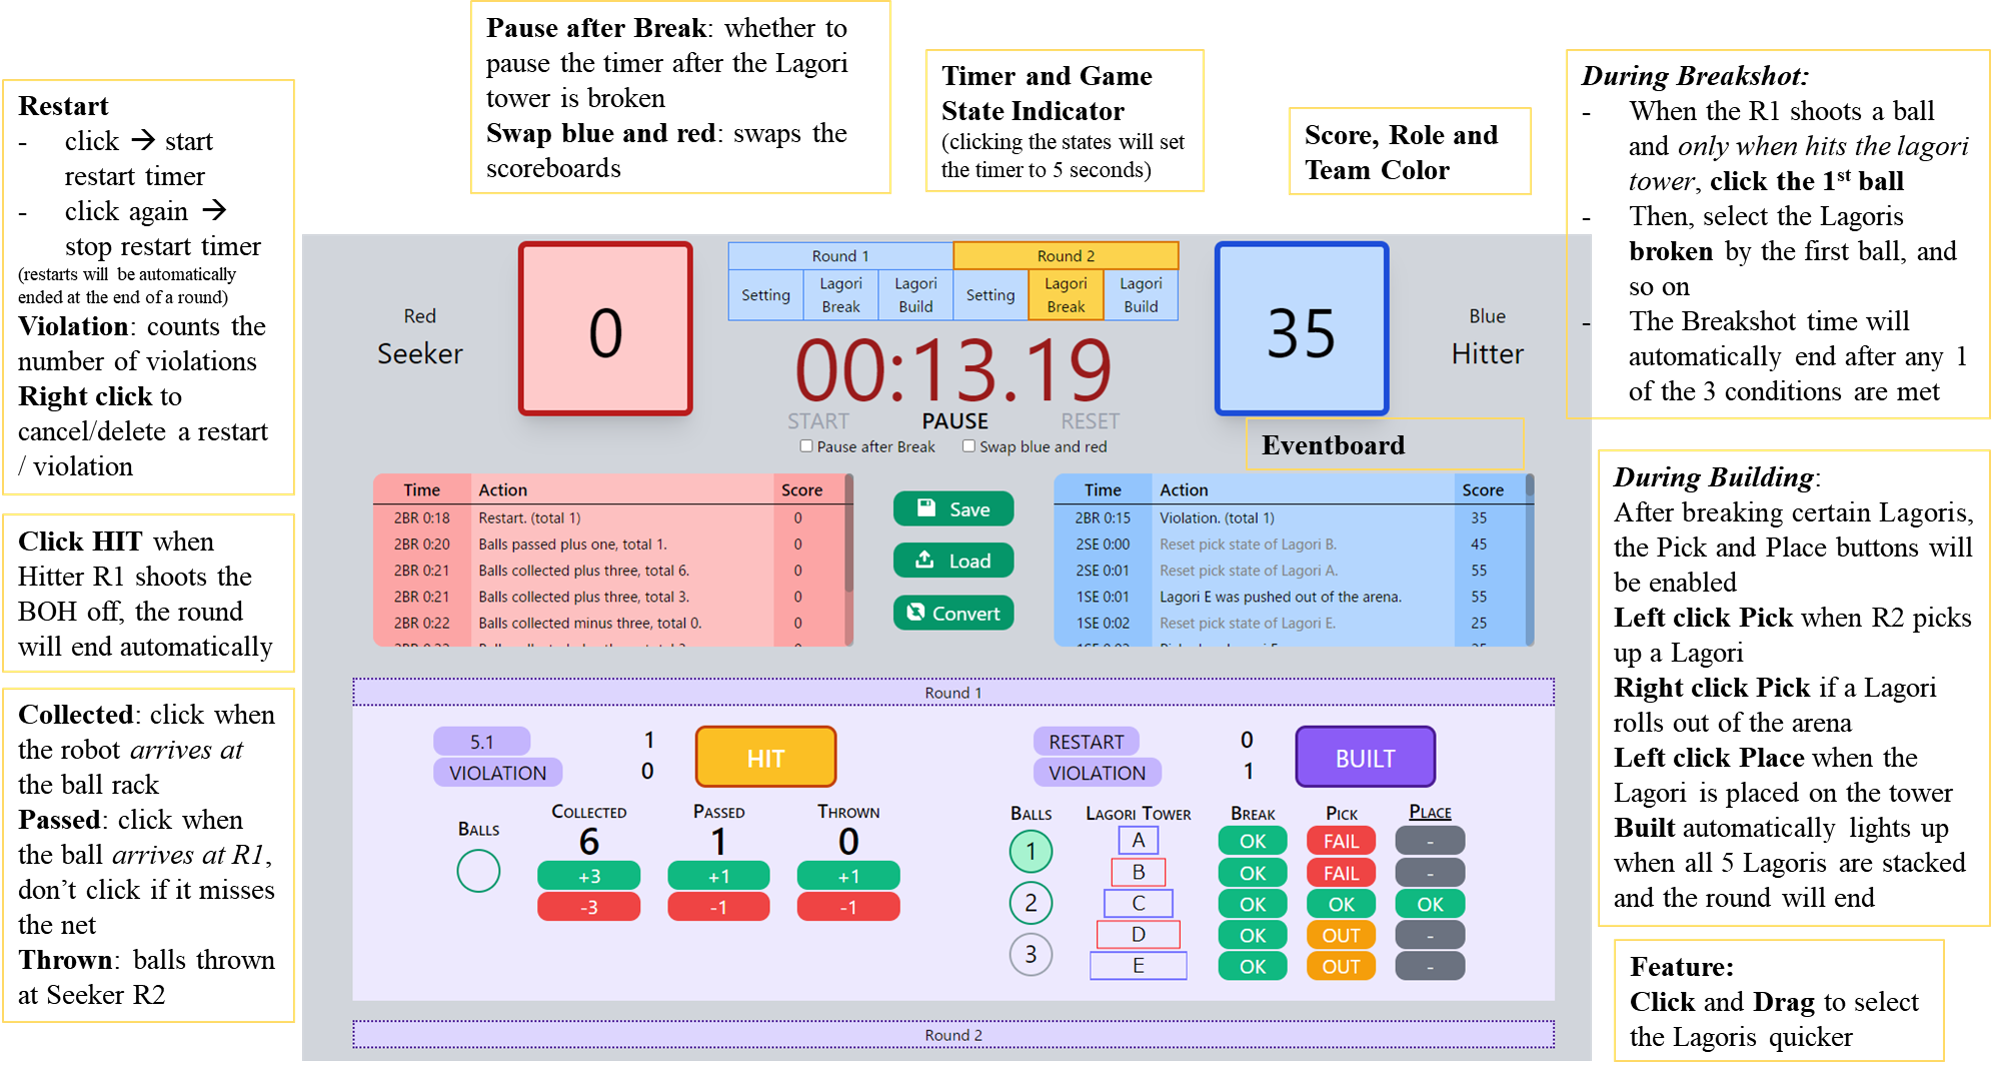 Pause after Break: whether to
pause the timer after the Lagori
tower is broken
Swap blue and red: swaps the
scoreboards
Timer and Game
State Indicator
(clicking the states will set
the timer to 5 seconds)
Score, Role and
Team Color
During Breakshot:
- When the R1 shoots a ball
and only when hits the lagori
tower, click the 1st ball
- Then, select the Lagoris
broken by the first ball, and
so on
- The Breakshot time will
automatically end after any 1
of the 3 conditions are met
Restart
- click → start
restart timer
- click again →
stop restart timer
(restarts will be automatically
ended at the end of a round)
Violation: counts the
number of violations
Right click to
cancel/delete a restart
/ violation
Click HIT when
Hitter R1 shoots the
BOH off, the round
will end automatically
Collected: click when
the robot arrives at
the ball rack
Passed: click when
the ball arrives at R1,
don't click if it misses
the net
Thrown: balls thrown
at Seeker R2
Red
Seeker
0
Round 1 Round 2
Setting Lagori Break Lagori Build Setting Lagori Break Lagori Build
00:13.19
START PAUSE RESET
Pause after Break Swap blue and red
35
Blue
Hitter
Eventboard
Time Action Score
2BR 0:18 Restart. (total 1) 0
2BR 0:20 Balls passed plus one, total 1. 0
2BR 0:21 Balls collected plus three, total 6. 0
2BR 0:21 Balls collected plus three, total 3. 0
2BR 0:22 Balls collected minus three, total 0. 0
Save
Load
Convert
Time Action Score
2BR 0:15 Violation. (total 1) 35
2SE 0:00 Reset pick state of Lagori B. 45
2SE 0:01 Reset pick state of Lagori A. 55
1SE 0:01 Lagori E was pushed out of the arena. 55
1SE 0:02 Reset pick state of Lagori E. 25
Round 1
5.1 1
VIOLATION 0
HIT
BALLS
COLLECTED PASSED THROWN
6 1 0
+3 +1 +1
-3 -1 -1
RESTART 0
VIOLATION 1
BUILT
BALLS LAGORI TOWER BREAK PICK PLACE
1
2
3
A OK FAIL -
B OK FAIL -
C OK OK OK
D OK OUT -
E OK OUT -
Round 2
During Building:
After breaking certain Lagoris,
the Pick and Place buttons will
be enabled
Left click Pick when R2 picks
up a Lagori
Right click Pick if a Lagori
rolls out of the arena
Left click Place when the
Lagori is placed on the tower
Built automatically lights up
when all 5 Lagoris are stacked
and the round will end
Feature:
Click and Drag to select
the Lagoris quicker